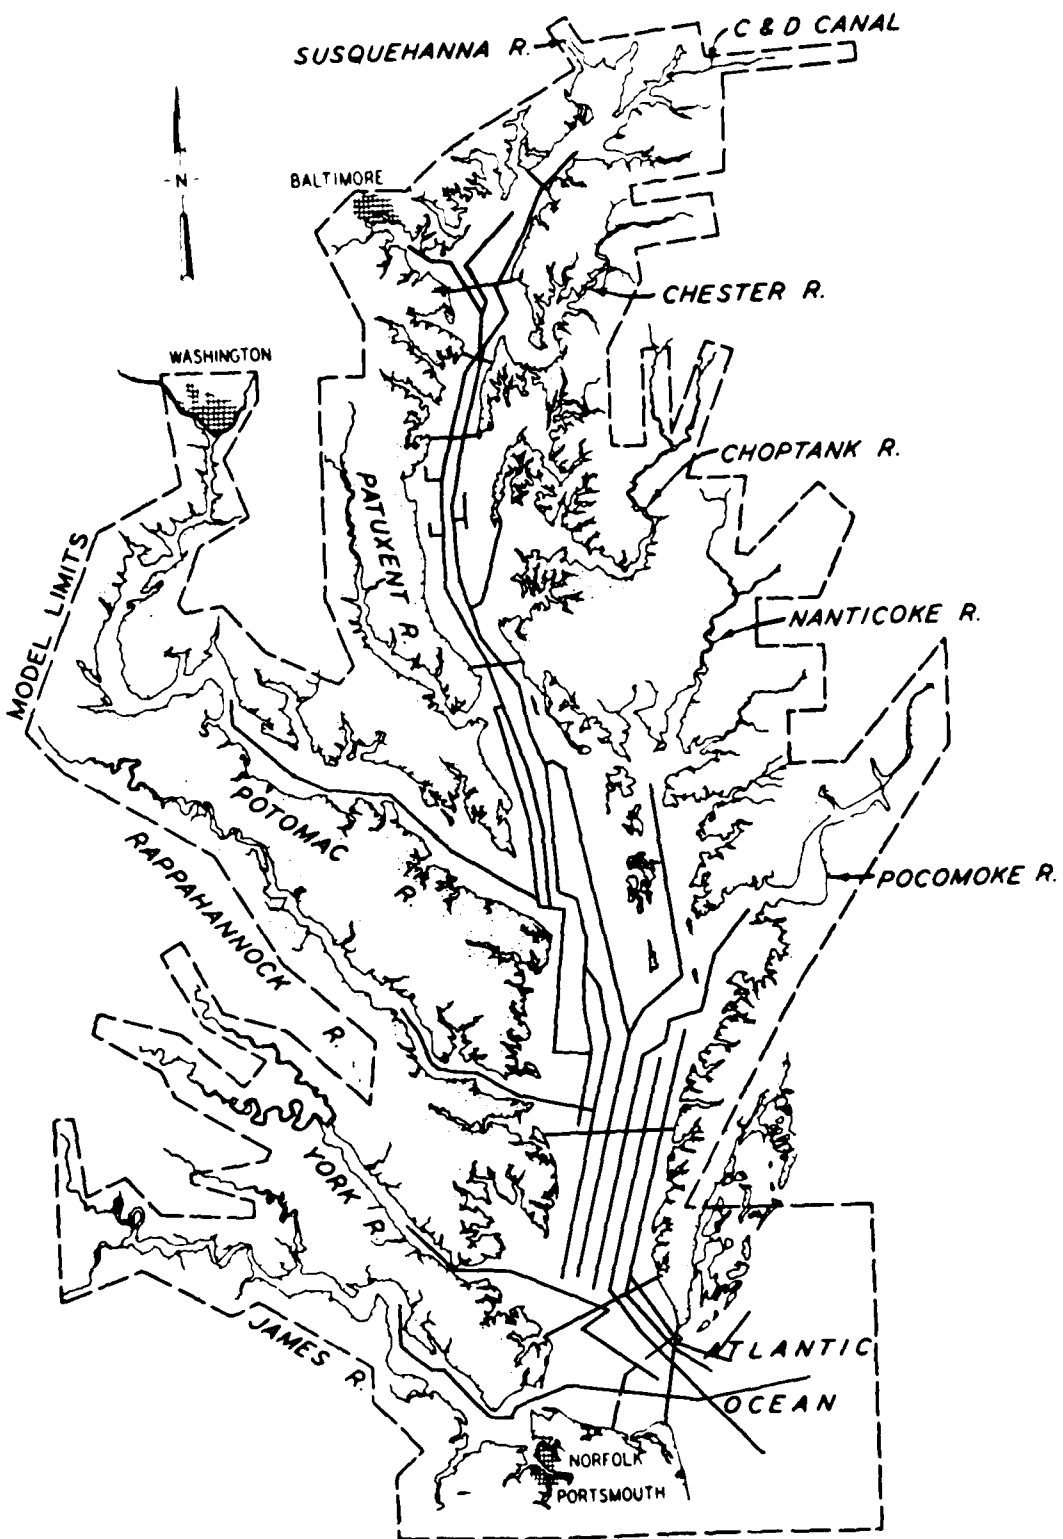 C & D CANAL
SUSQUEHANNA R.
-N-
BALTIMORE
CHESTER R.
WASHINGTON
CHOPTANK R.
PATUXENT R.
MODEL LIMITS
NANTICOKE R.
POTOMAC R.
RAPPAHANNOCK R.
POCOMOKE R.
YORK R.
JAMES R.
ATLANTIC
OCEAN
NORFOLK
PORTSMOUTH